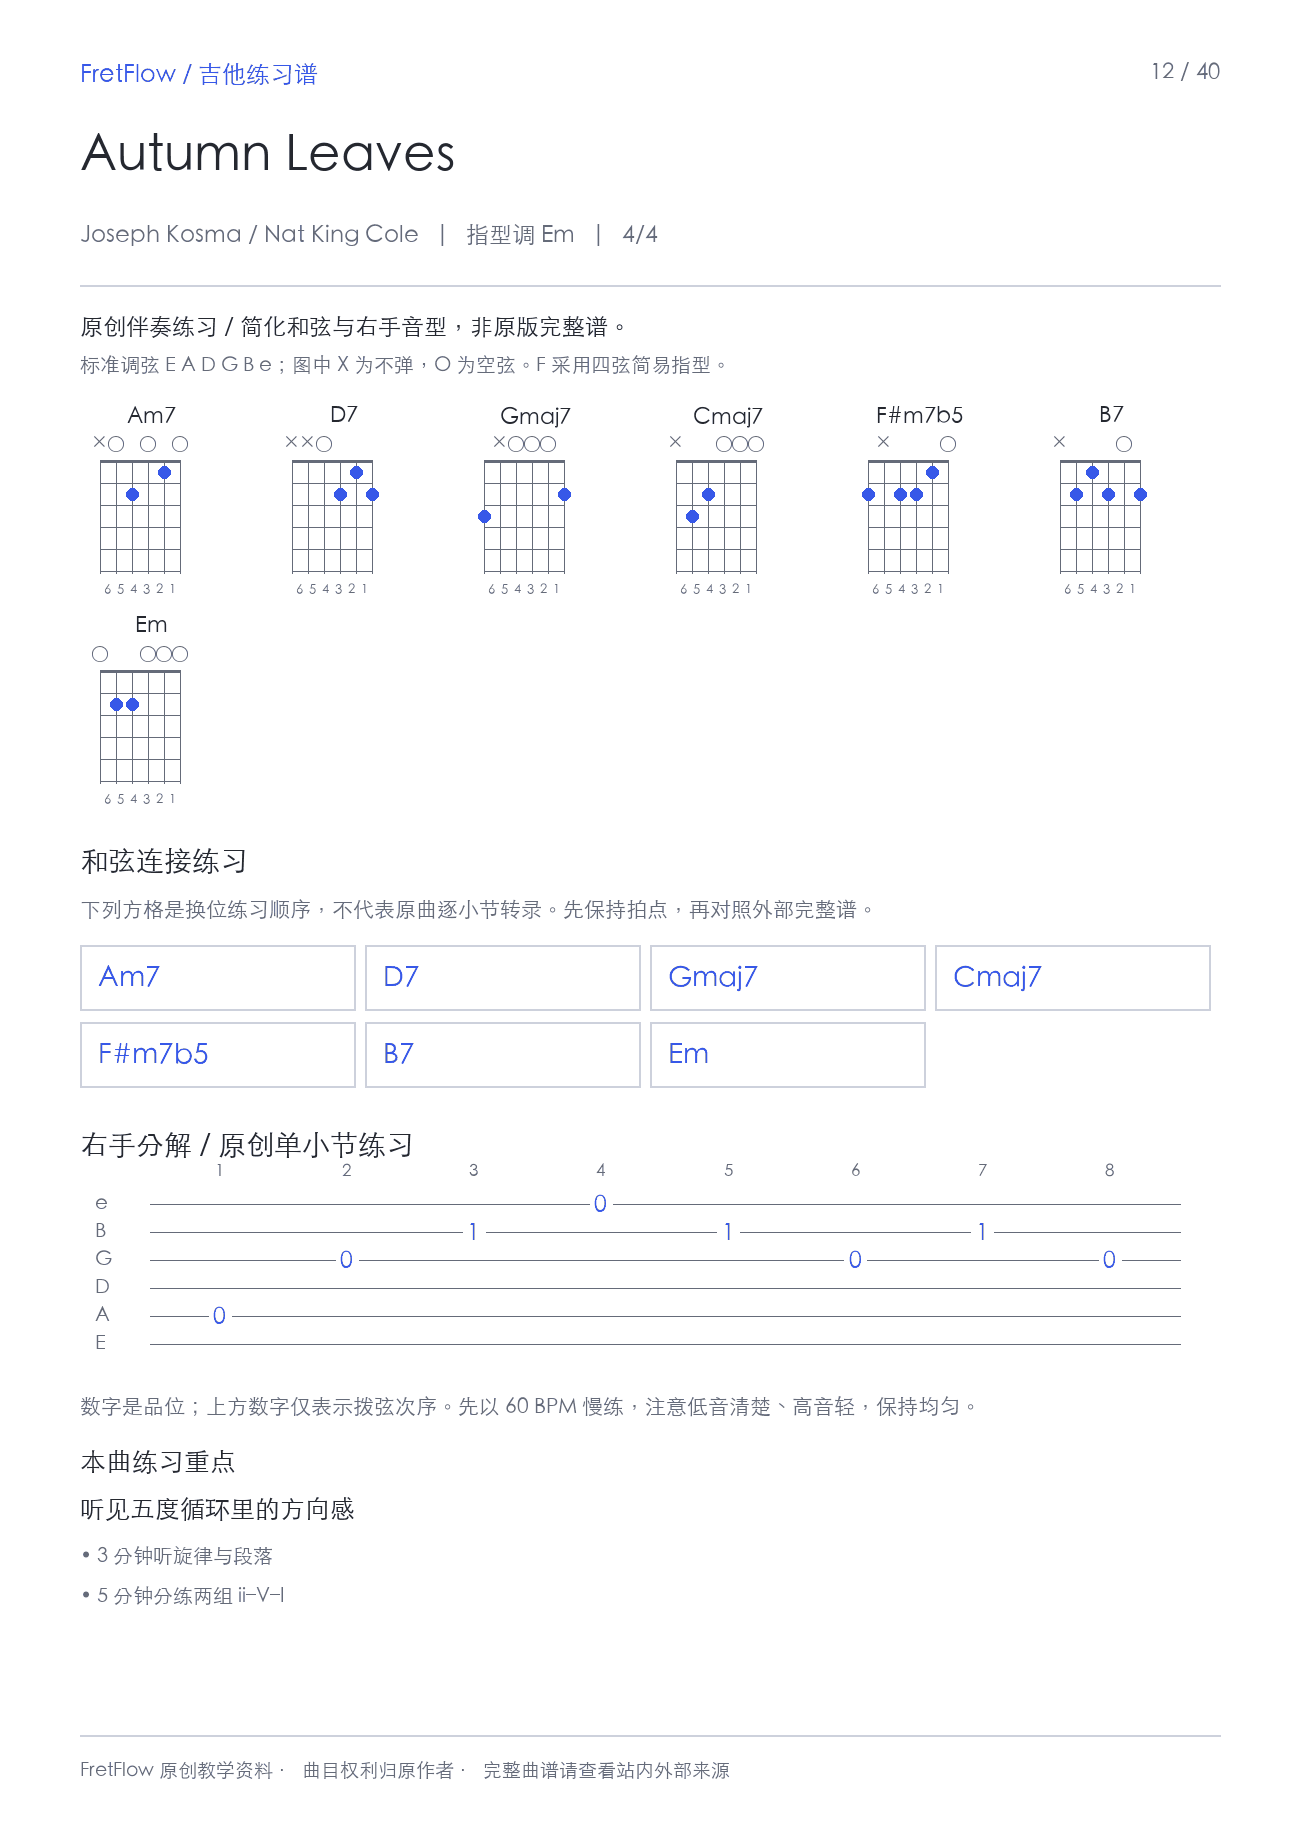 FretFlow / 吉他练习谱
12 / 40
Autumn Leaves
Joseph Kosma / Nat King Cole | 指型调 Em | 4/4
原创伴奏练习 / 简化和弦与右手音型，非原版完整谱。
标准调弦 E A D G B e；图中 X 为不弹，O 为空弦。F 采用四弦简易指型。
Am7 D7 Gmaj7 Cmaj7 F#m7b5 B7
6 5 4 3 2 1 6 5 4 3 2 1 6 5 4 3 2 1 6 5 4 3 2 1 6 5 4 3 2 1 6 5 4 3 2 1
Em
6 5 4 3 2 1
和弦连接练习
下列方格是换位练习顺序，不代表原曲逐小节转录。先保持拍点，再对照外部完整谱。
Am7 D7 Gmaj7 Cmaj7
F#m7b5 B7 Em
右手分解 / 原创单小节练习
1 2 3 4 5 6 7 8
e 0
B 1 1 1
G 0 0 0
D
A 0
E
数字是品位；上方数字仅表示拨弦次序。先以 60 BPM 慢练，注意低音清楚、高音轻，保持均匀。
本曲练习重点
听见五度循环里的方向感
• 3 分钟听旋律与段落
• 5 分钟分练两组 ii–V–I
FretFlow 原创教学资料 · 曲目权利归原作者 · 完整曲谱请查看站内外部来源